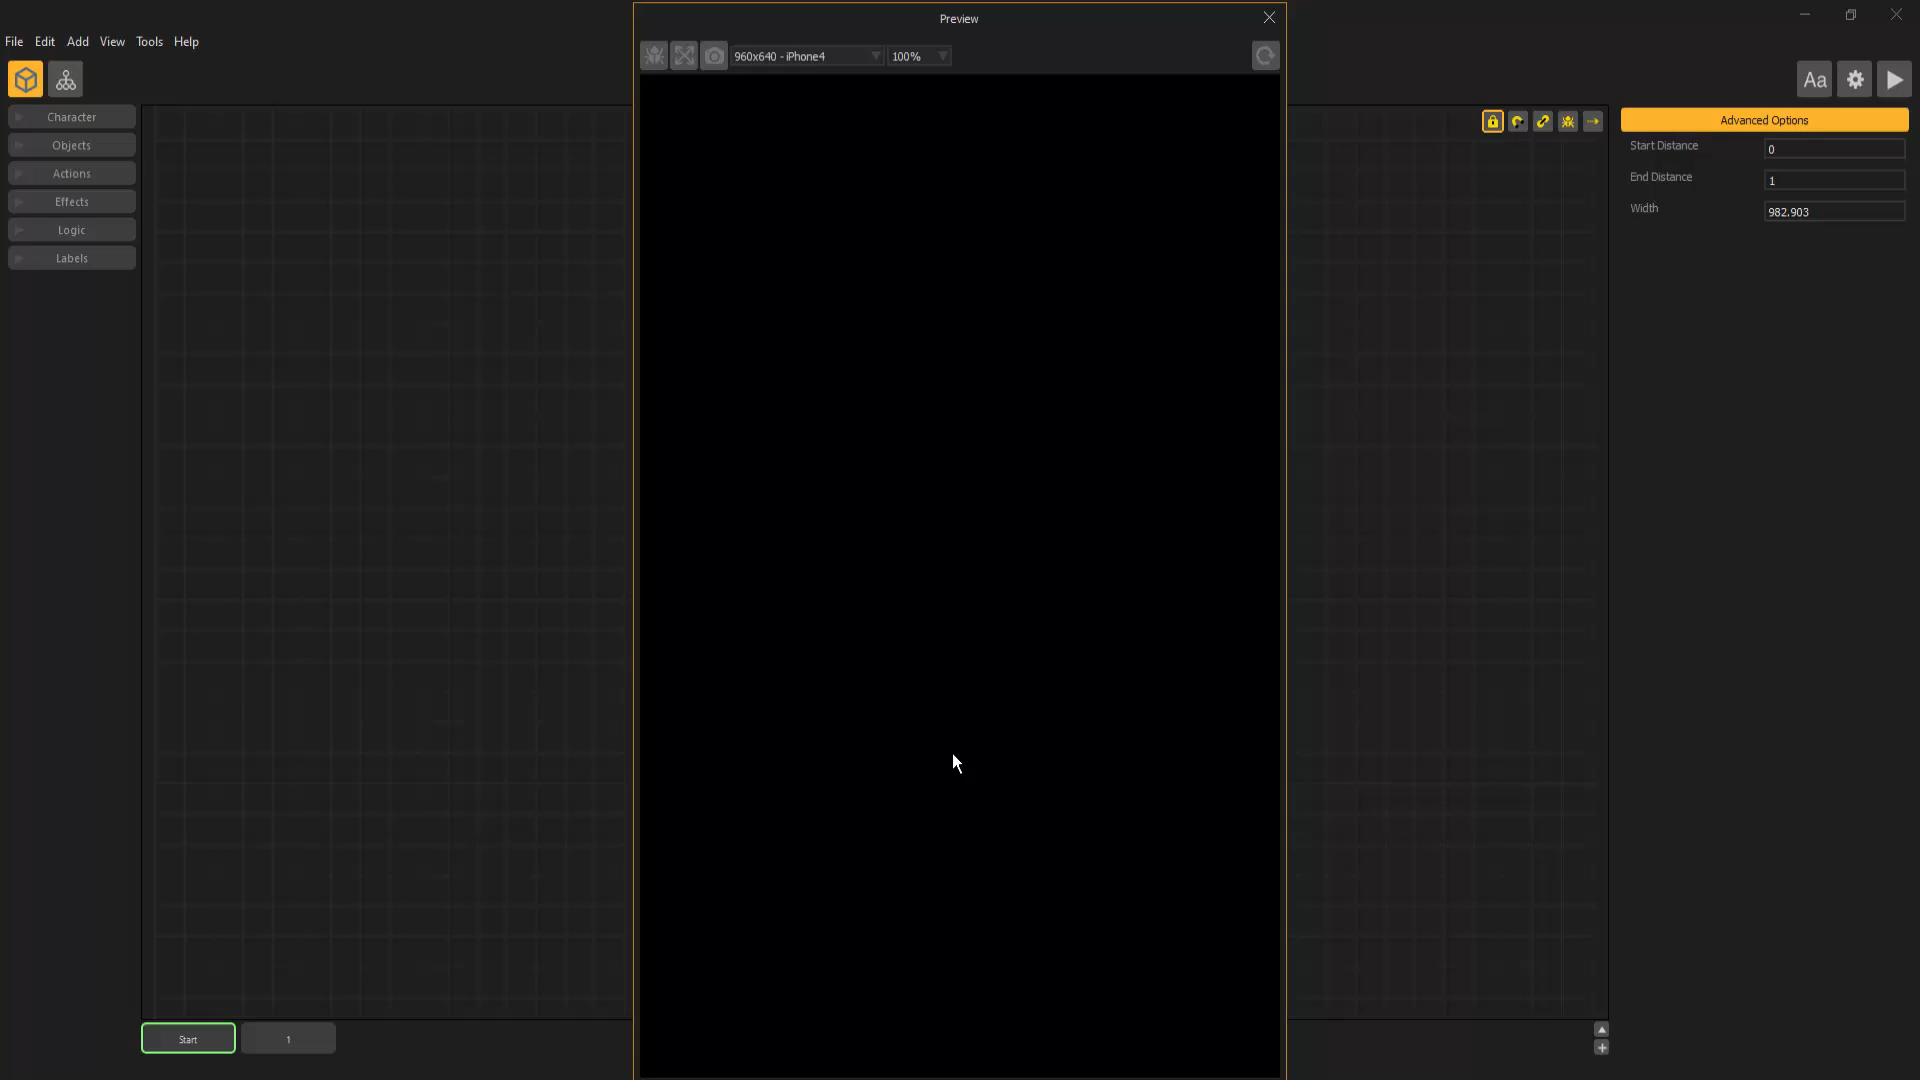 Preview
File Edit Add View Tools Help
960x640 - iPhone4 100%
Aa
Character
Objects
Actions
Effects
Logic
Labels
Advanced Options
Start Distance 0
End Distance 1
Width 982.903
Start 1